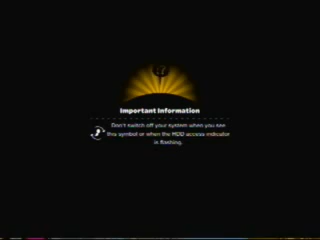 Important Information
Don't switch off your system when you see
this symbol or when the HDD access indicator
is flashing.